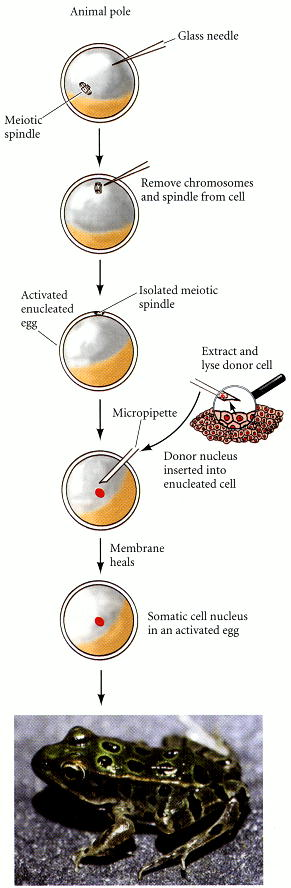 Animal pole
Glass needle
Meiotic
spindle
Remove chromosomes
and spindle from cell
Activated
enucleated
egg
Isolated meiotic
spindle
Extract and
lyse donor cell
Micropipette
Donor nucleus
inserted into
enucleated cell
Membrane
heals
Somatic cell nucleus
in an activated egg